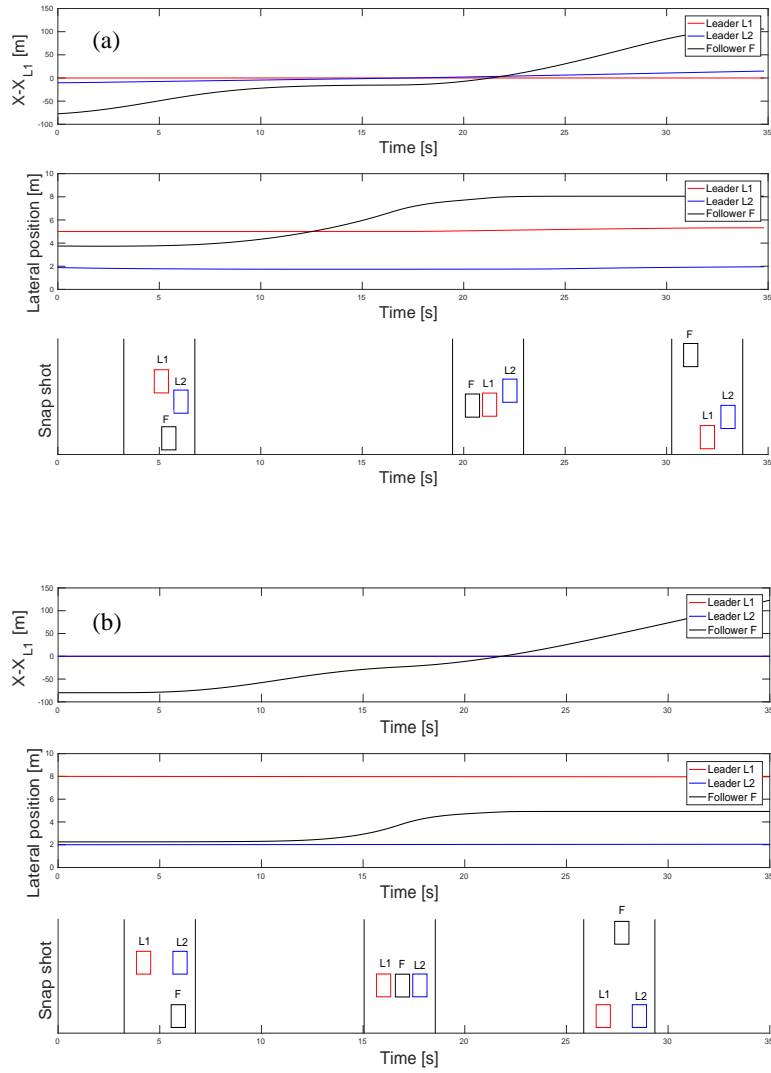 (a)
X-X_L1 [m]
150
100
50
0
-50
-100
0 5 10 15 20 25 30 35
Time [s]
Leader L1
Leader L2
Follower F
Lateral position [m]
10
8
6
4
2
0
0 5 10 15 20 25 30 35
Time [s]
Leader L1
Leader L2
Follower F
Snap shot
L1
L2
F
F
L1
L2
F
L2
L1
0 5 10 15 20 25 30 35
Time [s]
(b)
X-X_L1 [m]
150
100
50
0
-50
-100
0 5 10 15 20 25 30 35
Time [s]
Leader L1
Leader L2
Follower F
Lateral position [m]
10
8
6
4
2
0
0 5 10 15 20 25 30 35
Time [s]
Leader L1
Leader L2
Follower F
Snap shot
L1 L2
F
L1 F L2
F
L1 L2
0 5 10 15 20 25 30 35
Time [s]